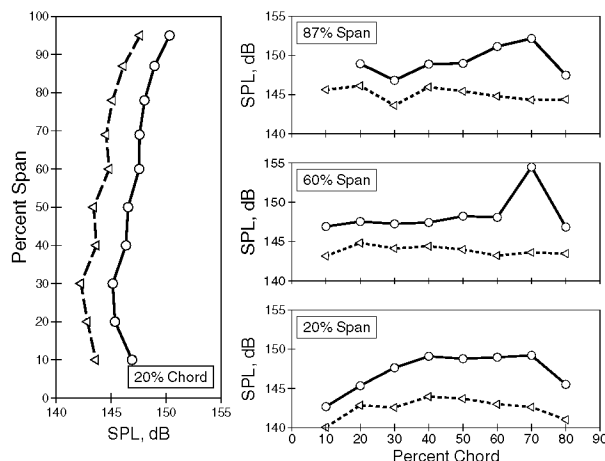 100
90
80
70
60
50
40
30
20
10
0
Percent Span
20% Chord
140 145 150 155
SPL, dB
87% Span
155
150
145
140
SPL, dB
60% Span
155
150
145
140
SPL, dB
20% Span
155
150
145
140
SPL, dB
0 10 20 30 40 50 60 70 80 90
Percent Chord